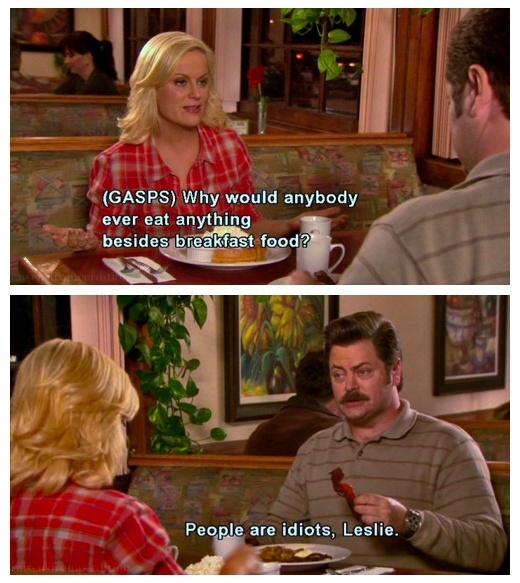 (GASPS) Why would anybody
ever eat anything
besides breakfast food?
People are idiots, Leslie.